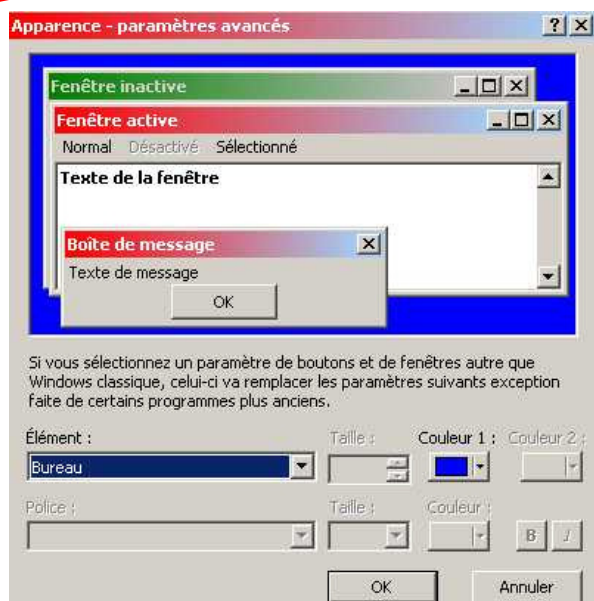 Apparence - paramètres avancés
Fenêtre inactive
Fenêtre active
Normal Désactivé Sélectionné
Texte de la fenêtre
Boîte de message
Texte de message
OK
Si vous sélectionnez un paramètre de boutons et de fenêtres autre que
Windows classique, celui-ci va remplacer les paramètres suivants exception
faite de certains programmes plus anciens.
Élément : Taille : Couleur 1 : Couleur 2 :
Bureau
Police : Taille : Couleur :
B I
OK Annuler